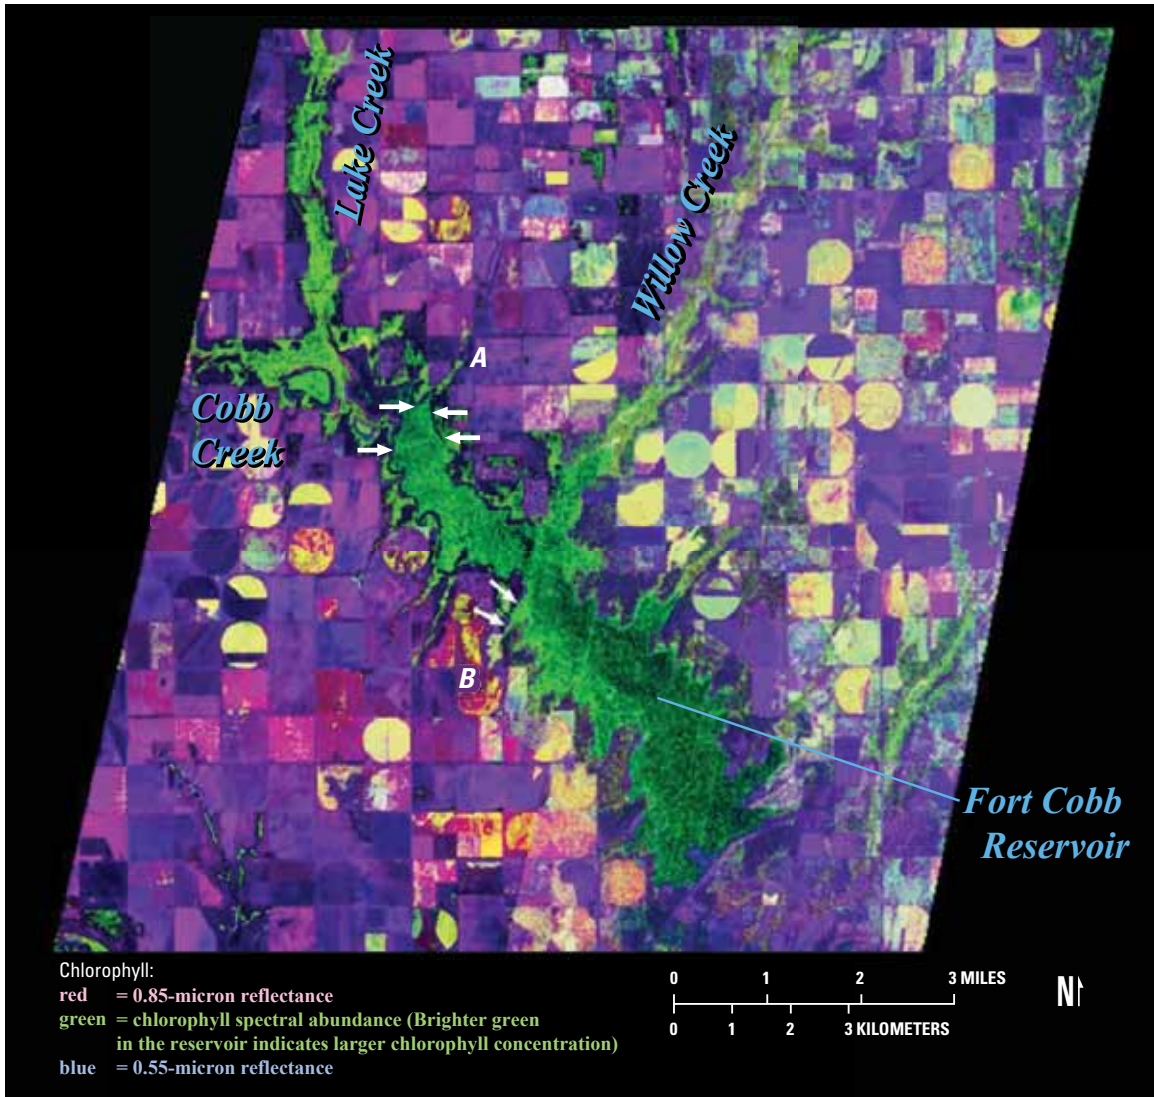 Lake Creek
Willow Creek
A
Cobb
Creek
B
Fort Cobb
Reservoir
Chlorophyll:
red = 0.85-micron reflectance
green = chlorophyll spectral abundance (Brighter green
in the reservoir indicates larger chlorophyll concentration)
blue = 0.55-micron reflectance
0 1 2 3 MILES
0 1 2 3 KILOMETERS
N